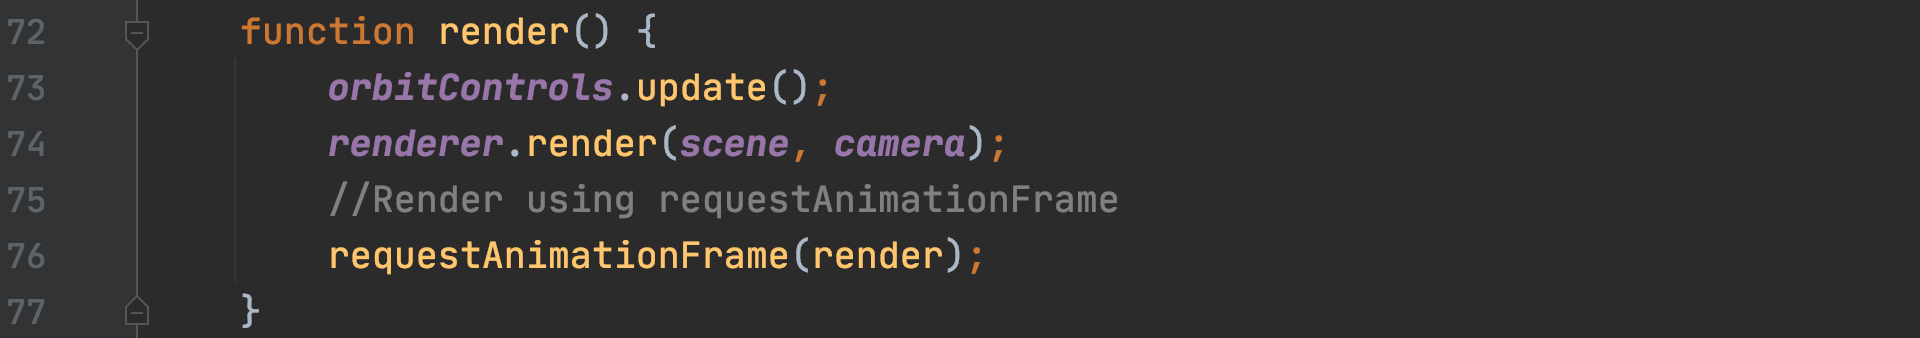 72 function render() {
73 orbitControls.update();
74 renderer.render(scene, camera);
75 //Render using requestAnimationFrame
76 requestAnimationFrame(render);
77 }